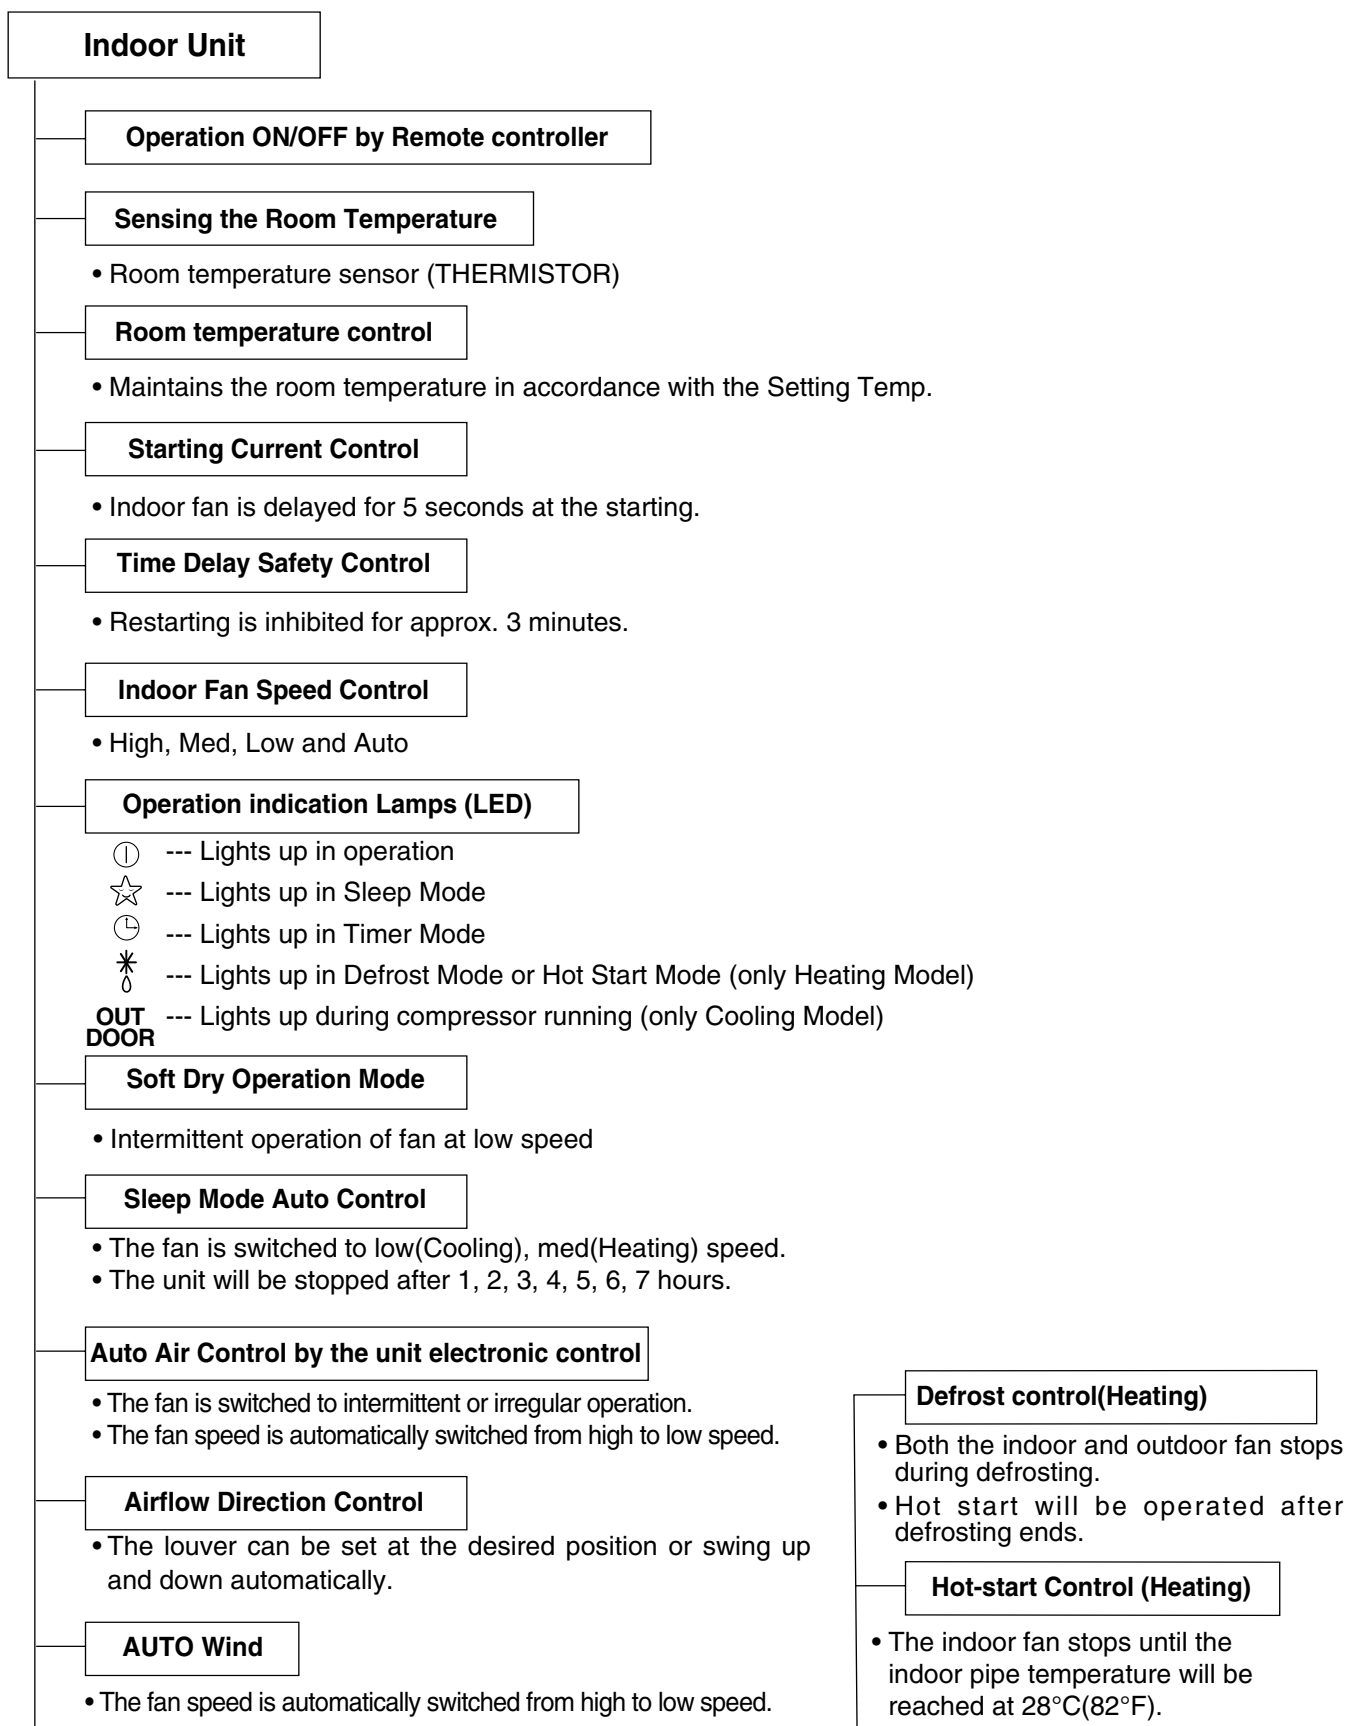 Indoor Unit
Operation ON/OFF by Remote controller
Sensing the Room Temperature
• Room temperature sensor (THERMISTOR)
Room temperature control
• Maintains the room temperature in accordance with the Setting Temp.
Starting Current Control
• Indoor fan is delayed for 5 seconds at the starting.
Time Delay Safety Control
• Restarting is inhibited for approx. 3 minutes.
Indoor Fan Speed Control
• High, Med, Low and Auto
Operation indication Lamps (LED)
--- Lights up in operation
--- Lights up in Sleep Mode
--- Lights up in Timer Mode
--- Lights up in Defrost Mode or Hot Start Mode (only Heating Model)
OUT
DOOR --- Lights up during compressor running (only Cooling Model)
Soft Dry Operation Mode
• Intermittent operation of fan at low speed
Sleep Mode Auto Control
• The fan is switched to low(Cooling), med(Heating) speed.
• The unit will be stopped after 1, 2, 3, 4, 5, 6, 7 hours.
Auto Air Control by the unit electronic control
• The fan is switched to intermittent or irregular operation.
• The fan speed is automatically switched from high to low speed.
Airflow Direction Control
• The louver can be set at the desired position or swing up
and down automatically.
AUTO Wind
• The fan speed is automatically switched from high to low speed.
Defrost control(Heating)
• Both the indoor and outdoor fan stops
during defrosting.
• Hot start will be operated after
defrosting ends.
Hot-start Control (Heating)
• The indoor fan stops until the
indoor pipe temperature will be
reached at 28°C(82°F).